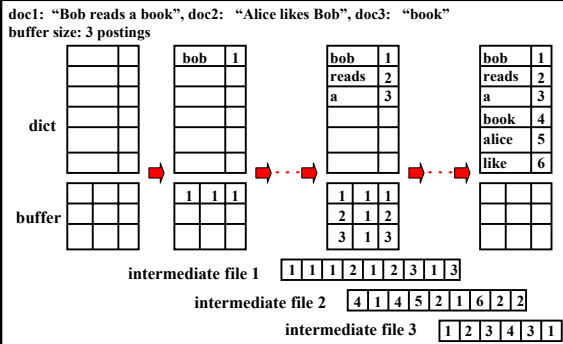 doc1: “Bob reads a book”, doc2: “Alice likes Bob”, doc3: “book”
buffer size: 3 postings
dict
bob 1
bob 1
reads 2
a 3
bob 1
reads 2
a 3
book 4
alice 5
like 6
buffer
1 1 1
1 1 1
2 1 2
3 1 3
intermediate file 1 1 1 1 2 1 2 3 1 3
intermediate file 2 4 1 4 5 2 1 6 2 2
intermediate file 3 1 2 3 4 3 1